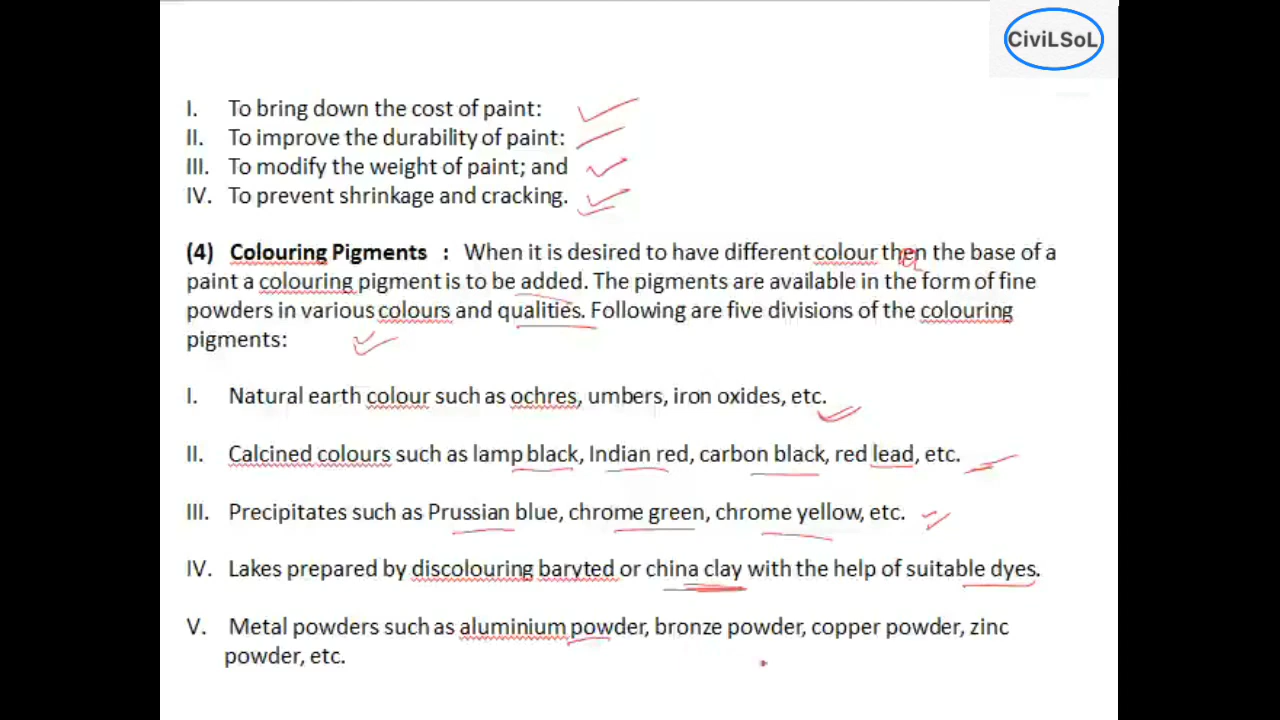 CiviLSoL
I. To bring down the cost of paint:
II. To improve the durability of paint:
III. To modify the weight of paint; and
IV. To prevent shrinkage and cracking.
(4) Colouring Pigments : When it is desired to have different colour then the base of a
paint a colouring pigment is to be added. The pigments are available in the form of fine
powders in various colours and qualities. Following are five divisions of the colouring
pigments:
I. Natural earth colour such as ochres, umbers, iron oxides, etc.
II. Calcined colours such as lamp black, Indian red, carbon black, red lead, etc.
III. Precipitates such as Prussian blue, chrome green, chrome yellow, etc.
IV. Lakes prepared by discolouring baryted or china clay with the help of suitable dyes.
V. Metal powders such as aluminium powder, bronze powder, copper powder, zinc
powder, etc.